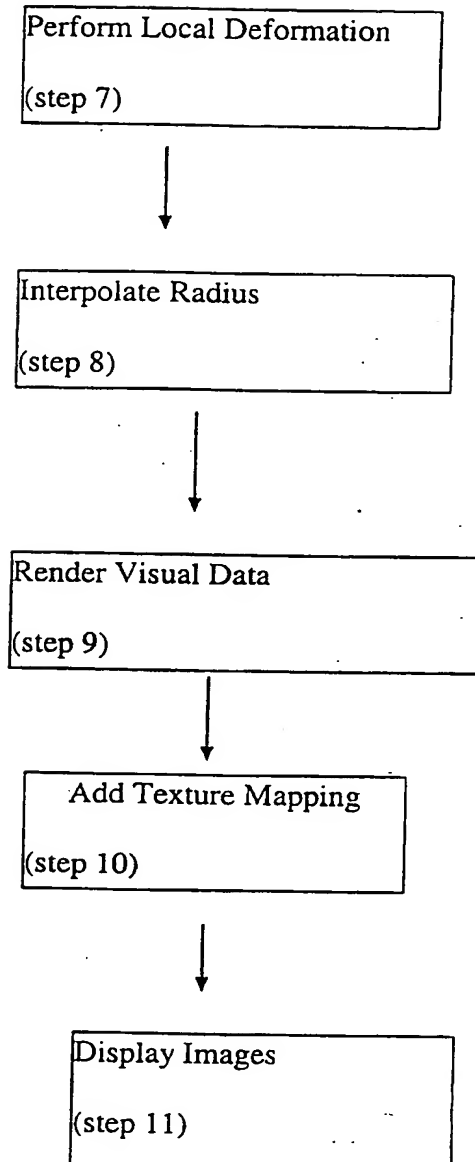 Perform Local Deformation
(step 7)
Interpolate Radius
(step 8)
Render Visual Data
(step 9)
Add Texture Mapping
(step 10)
Display Images
(step 11)